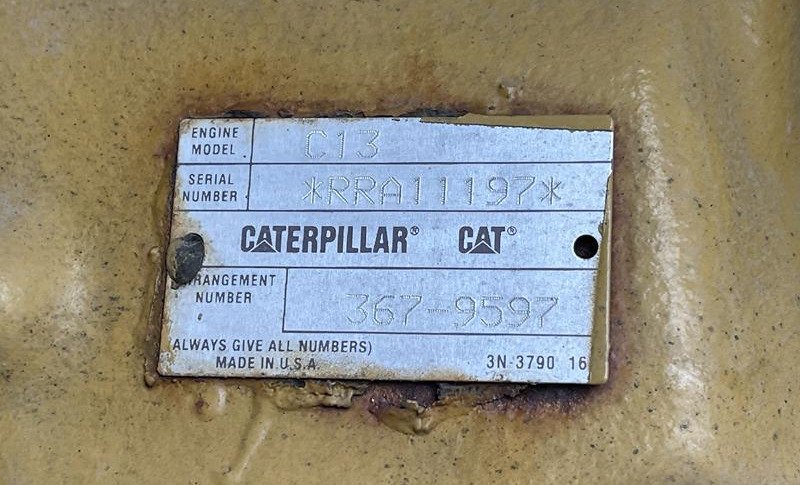 ENGINE MODEL C13
SERIAL NUMBER *RRA11197*
CATERPILLAR® CAT®
ARRANGEMENT NUMBER 367-9597
(ALWAYS GIVE ALL NUMBERS)
MADE IN U.S.A. 3N-3790 16